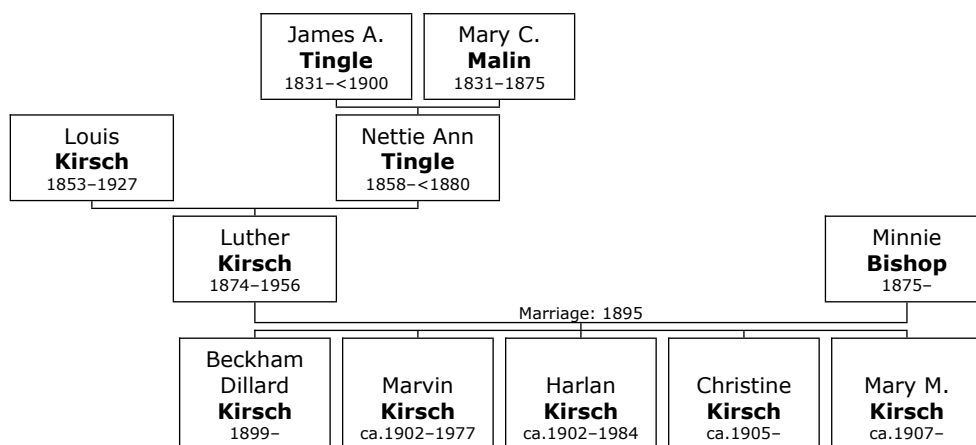 James A.
Tingle
1831–<1900
Mary C.
Malin
1831–1875
Louis
Kirsch
1853–1927
Nettie Ann
Tingle
1858–<1880
Luther
Kirsch
1874–1956
Minnie
Bishop
1875–
Marriage: 1895
Beckham
Dillard
Kirsch
1899–
Marvin
Kirsch
ca.1902–1977
Harlan
Kirsch
ca.1902–1984
Christine
Kirsch
ca.1905–
Mary M.
Kirsch
ca.1907–